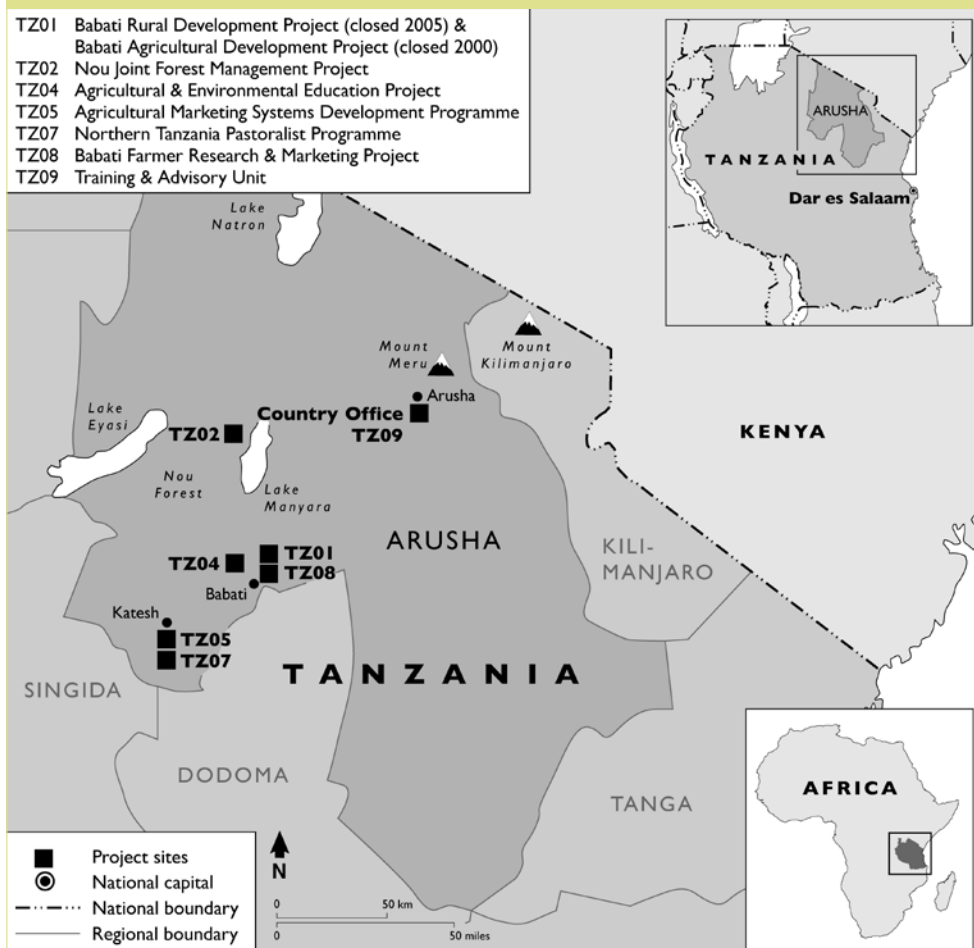 TZ01 Babati Rural Development Project (closed 2005) &
Babati Agricultural Development Project (closed 2000)
TZ02 Nou Joint Forest Management Project
TZ04 Agricultural & Environmental Education Project
TZ05 Agricultural Marketing Systems Development Programme
TZ07 Northern Tanzania Pastoralist Programme
TZ08 Babati Farmer Research & Marketing Project
TZ09 Training & Advisory Unit
ARUSHA
TANZANIA
Dar es Salaam
Lake
Natron
Mount
Meru
Mount
Kilimanjaro
Arusha
Country Office
TZ09
Lake
Eyasi
TZ02
KENYA
Nou
Forest
Lake
Manyara
ARUSHA
KILI-
MANJARO
TZ01
TZ04
TZ08
Babati
Katesh
TZ05
TZ07
TANZANIA
SINGIDA
DODOMA
TANGA
AFRICA
Project sites
National capital
National boundary
Regional boundary
N
0 50 km
0 50 miles